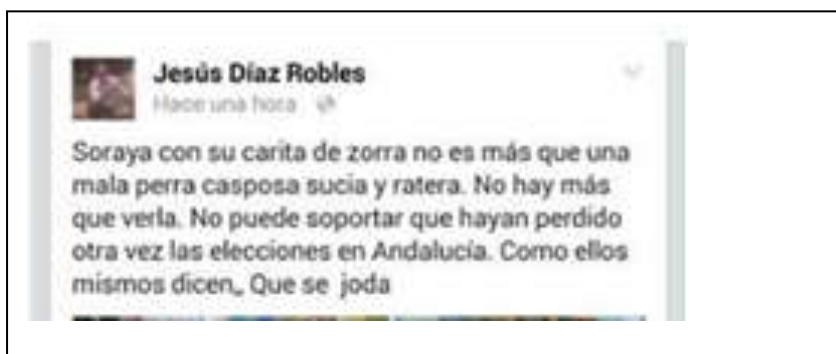 Jesús Díaz Robles
Hace una hora
Soraya con su carita de zorra no es más que una
mala perra casposa sucia y ratera. No hay más
que verla. No puede soportar que hayan perdido
otra vez las elecciones en Andalucía. Como ellos
mismos dicen,, Que se joda